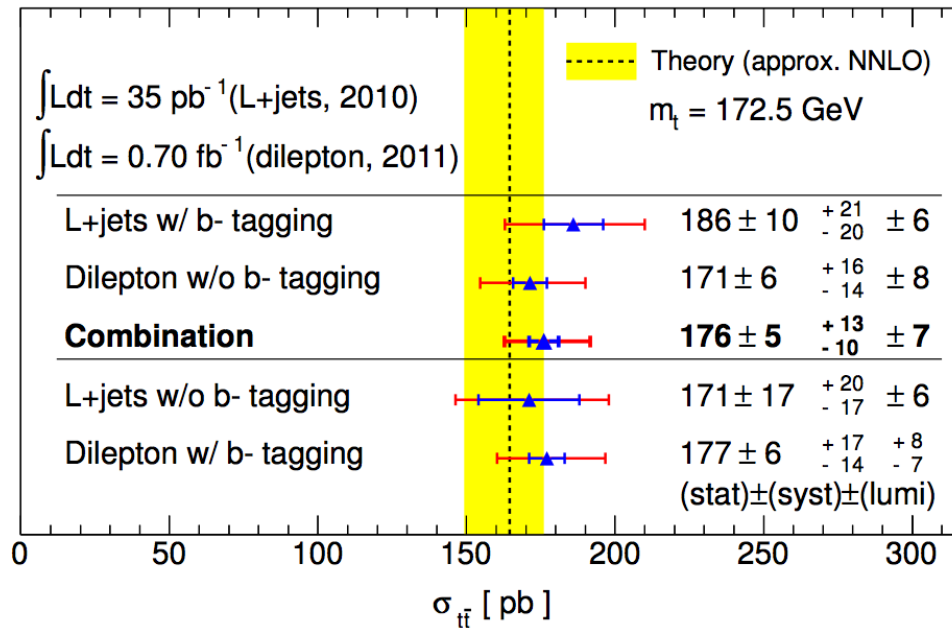 Theory (approx. NNLO)
∫Ldt = 35 pb⁻¹(L+jets, 2010)
mₜ = 172.5 GeV
∫Ldt = 0.70 fb⁻¹(dilepton, 2011)
L+jets w/ b- tagging 186 ± 10 + 21 - 20 ± 6
Dilepton w/o b- tagging 171 ± 6 + 16 - 14 ± 8
Combination 176 ± 5 + 13 - 10 ± 7
L+jets w/o b- tagging 171 ± 17 + 20 - 17 ± 6
Dilepton w/ b- tagging 177 ± 6 + 17 - 14 + 8 - 7
(stat)±(syst)±(lumi)
0 50 100 150 200 250 300
σ_tt̄ [ pb ]